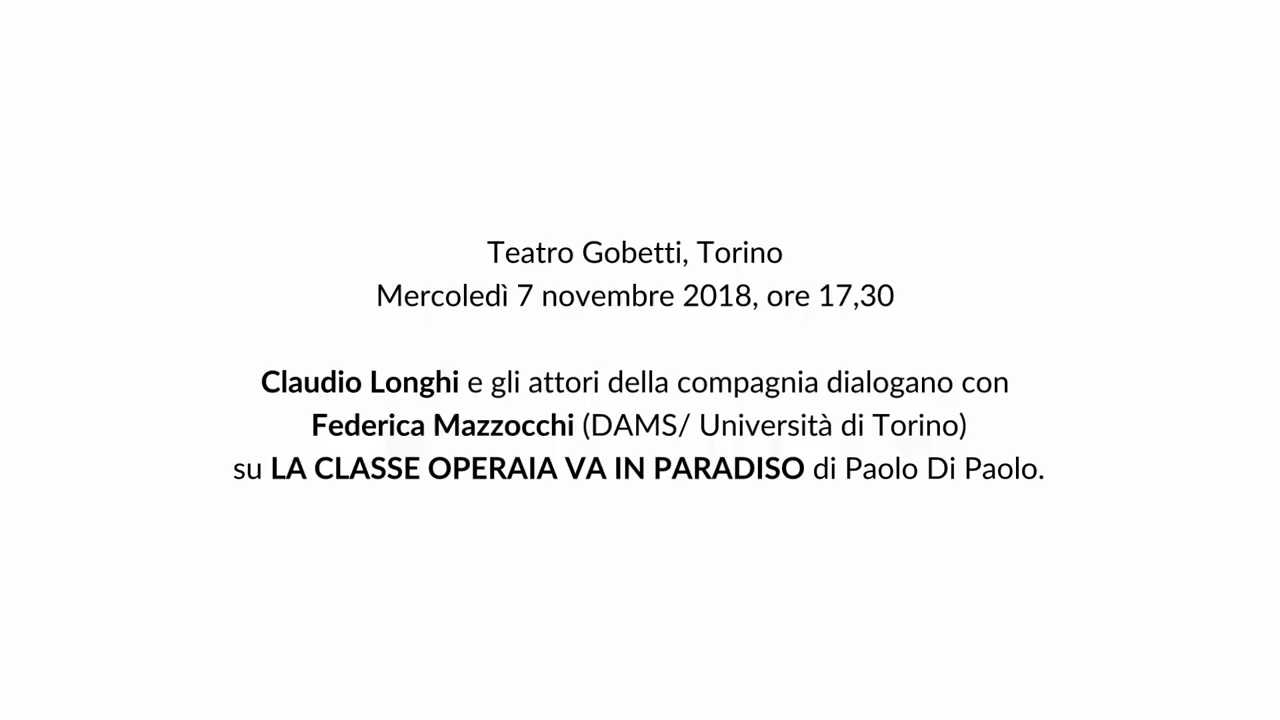 Teatro Gobetti, Torino
Mercoledì 7 novembre 2018, ore 17,30
Claudio Longhi e gli attori della compagnia dialogano con
Federica Mazzocchi (DAMS/ Università di Torino)
su LA CLASSE OPERAIA VA IN PARADISO di Paolo Di Paolo.